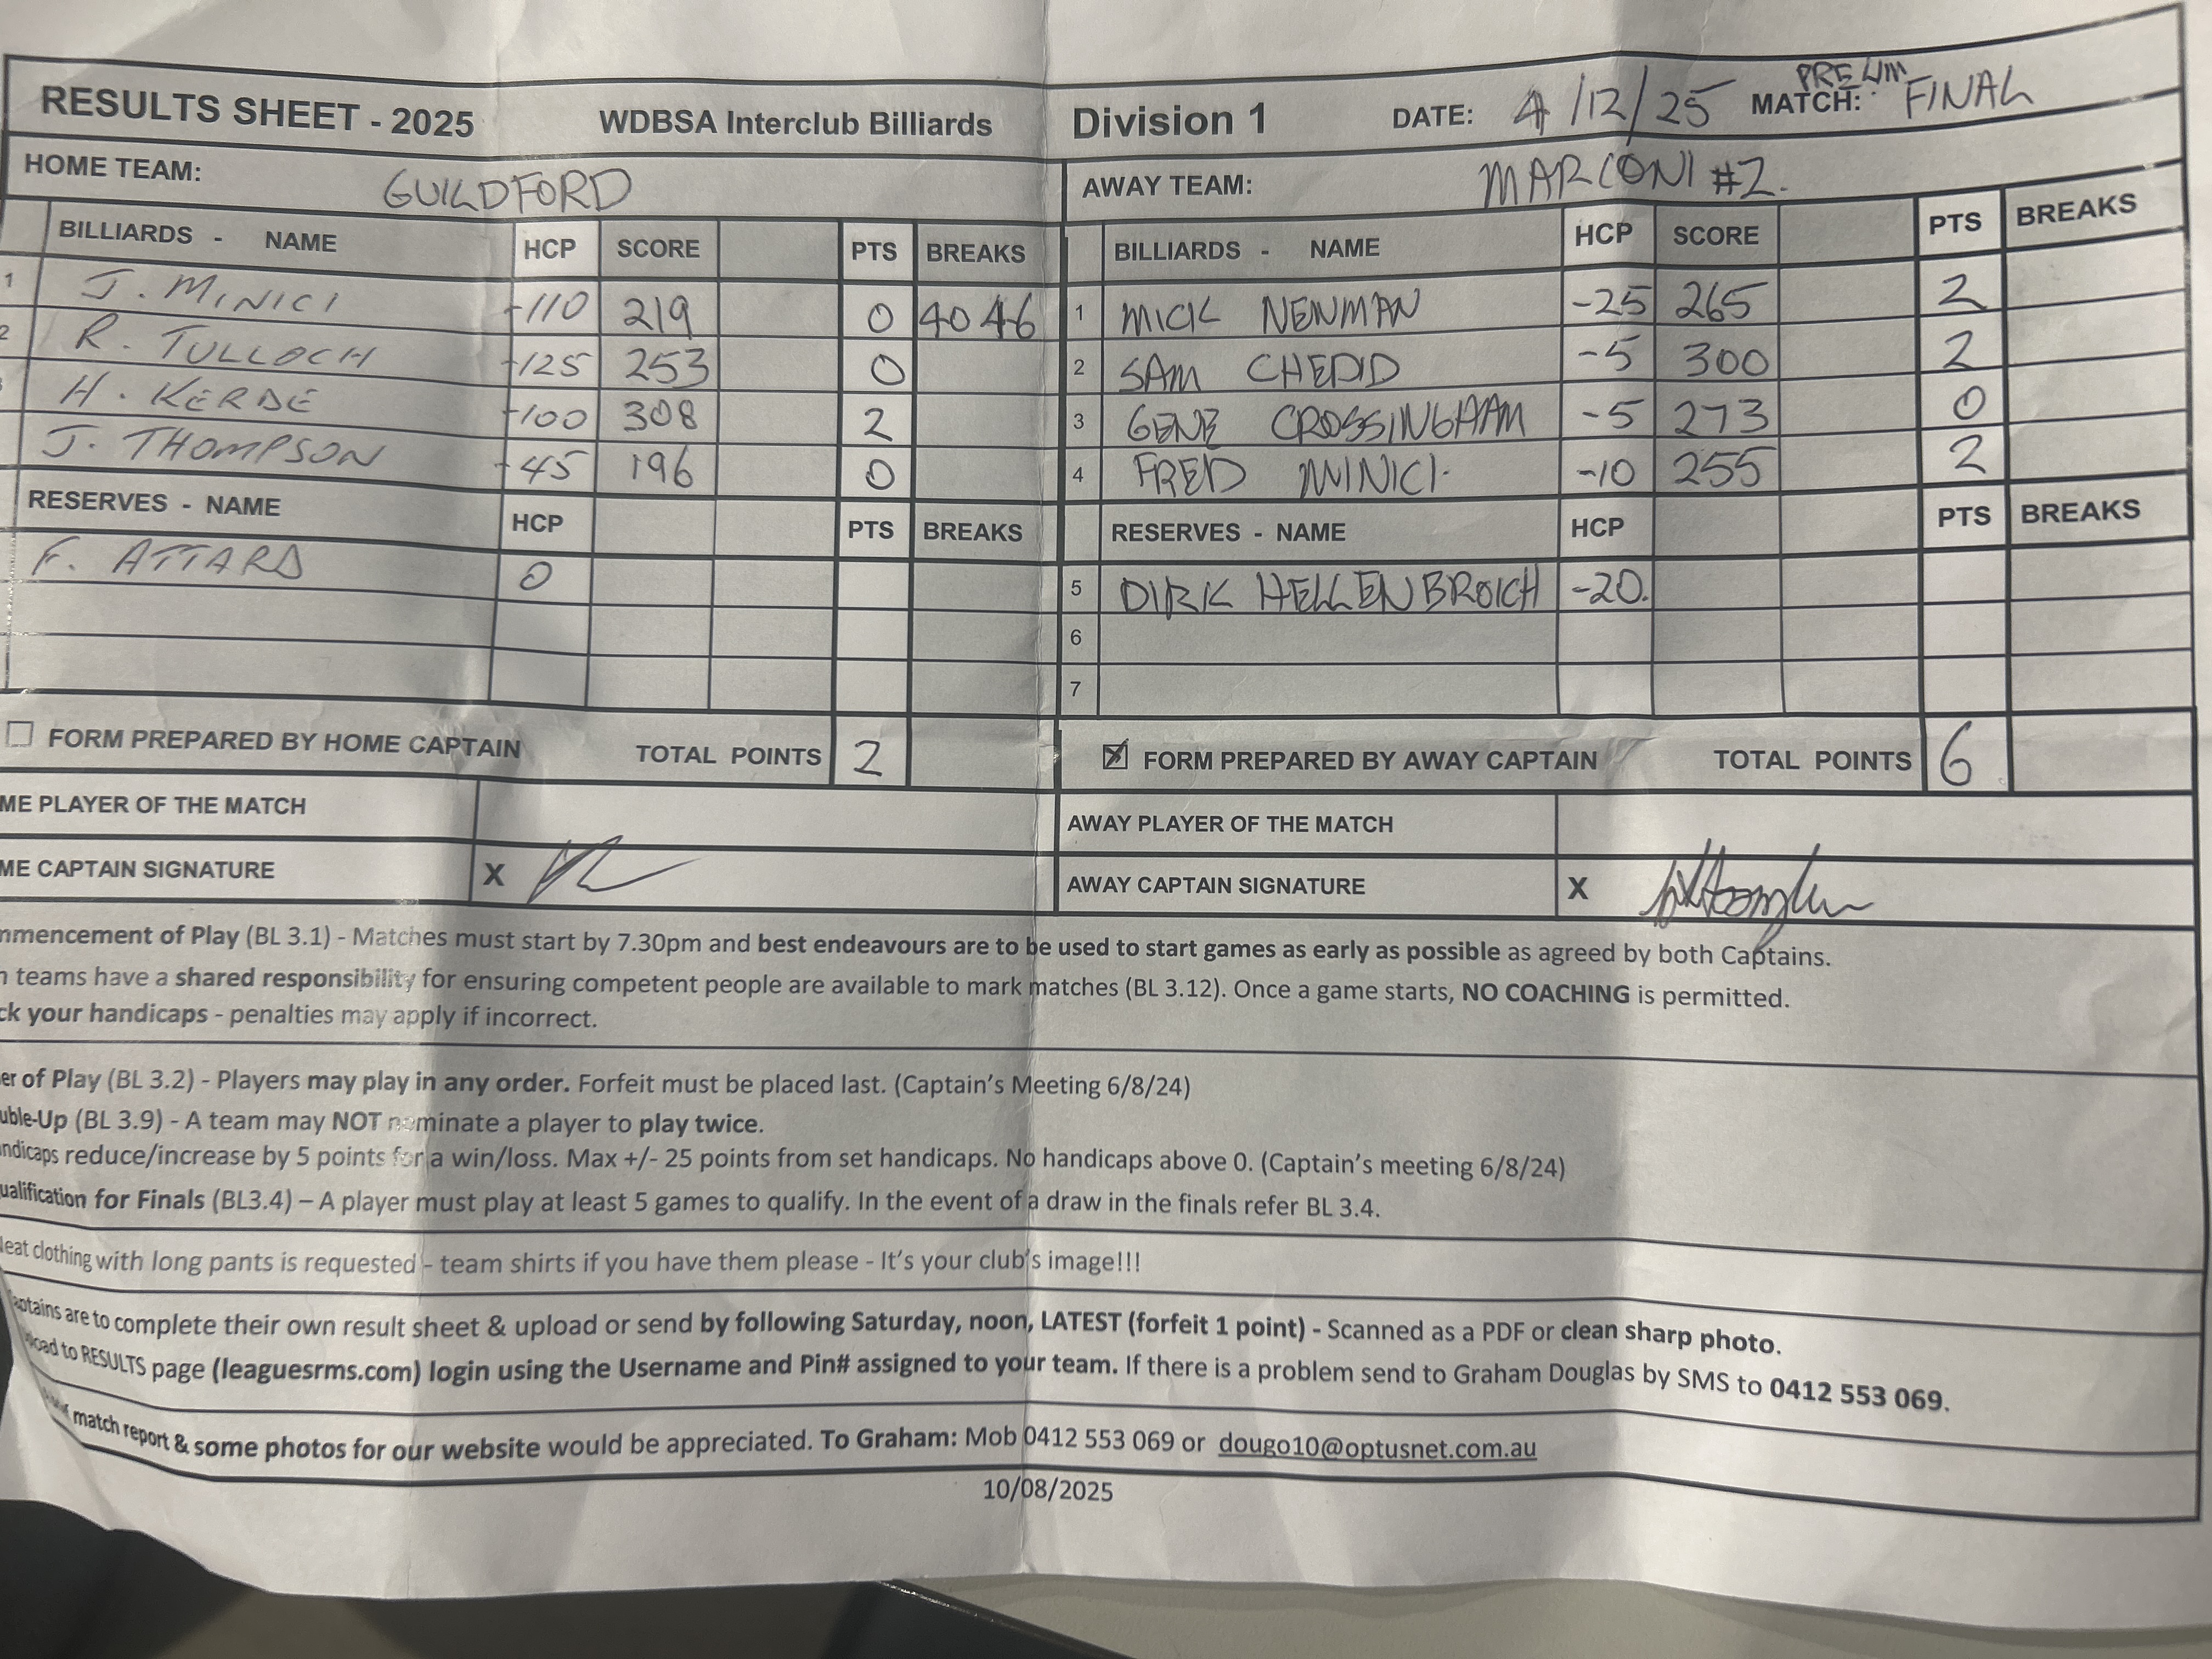 RESULTS SHEET - 2025 WDBSA Interclub Billiards Division 1 DATE: 4/12/25 MATCH: PRELIM FINAL
HOME TEAM: GUILDFORD AWAY TEAM: MARCONI #2.
BILLIARDS - NAME HCP SCORE PTS BREAKS BILLIARDS - NAME HCP SCORE PTS BREAKS
1 J. MINICI -110 219 0 40 46 1 MICK NEWMAN -25 265 2
2 R. TULLOCH -125 253 0 2 SAM CHEDID -5 300 2
3 H. KERDE -100 308 2 3 GENE CROSSINGHAM -5 273 0
J. THOMPSON -45 196 0 4 FRED MINICI. -10 255 2
RESERVES - NAME HCP PTS BREAKS RESERVES - NAME HCP PTS BREAKS
F. ATTARD 0 5 DIRK HELLENBROICH -20.
6
7
FORM PREPARED BY HOME CAPTAIN TOTAL POINTS 2 FORM PREPARED BY AWAY CAPTAIN TOTAL POINTS 6
ME PLAYER OF THE MATCH AWAY PLAYER OF THE MATCH
ME CAPTAIN SIGNATURE X AWAY CAPTAIN SIGNATURE X
mmencement of Play (BL 3.1) - Matches must start by 7.30pm and best endeavours are to be used to start games as early as possible as agreed by both Captains.
h teams have a shared responsibility for ensuring competent people are available to mark matches (BL 3.12). Once a game starts, NO COACHING is permitted.
ck your handicaps - penalties may apply if incorrect.
er of Play (BL 3.2) - Players may play in any order. Forfeit must be placed last. (Captain's Meeting 6/8/24)
uble-Up (BL 3.9) - A team may NOT nominate a player to play twice.
ndicaps reduce/increase by 5 points for a win/loss. Max +/- 25 points from set handicaps. No handicaps above 0. (Captain's meeting 6/8/24)
ualification for Finals (BL3.4) – A player must play at least 5 games to qualify. In the event of a draw in the finals refer BL 3.4.
Neat clothing with long pants is requested - team shirts if you have them please - It's your club's image!!!
aptains are to complete their own result sheet & upload or send by following Saturday, noon, LATEST (forfeit 1 point) - Scanned as a PDF or clean sharp photo.
pload to RESULTS page (leaguesrms.com) login using the Username and Pin# assigned to your team. If there is a problem send to Graham Douglas by SMS to 0412 553 069.
match report & some photos for our website would be appreciated. To Graham: Mob 0412 553 069 or dougo10@optusnet.com.au
10/08/2025